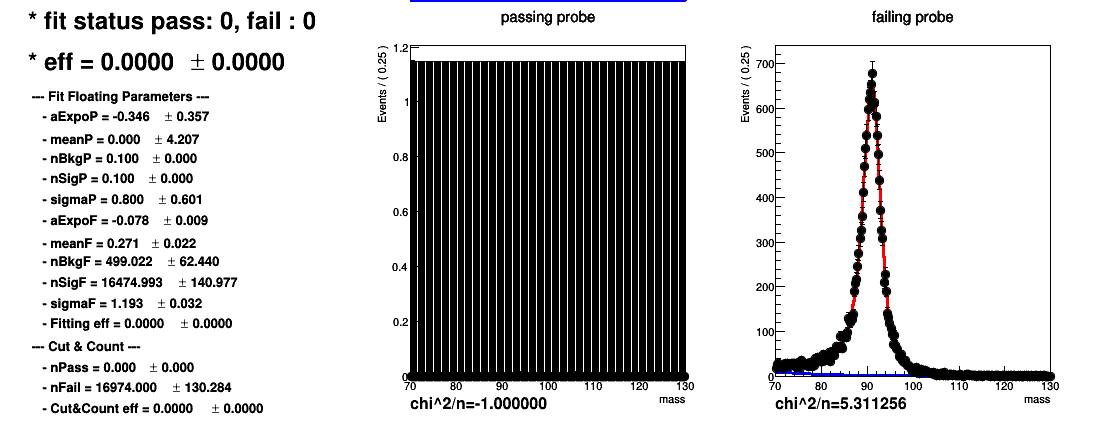 * fit status pass: 0, fail : 0
* eff = 0.0000 ± 0.0000
--- Fit Floating Parameters ---
- aExpoP = -0.346 ± 0.357
- meanP = 0.000 ± 4.207
- nBkgP = 0.100 ± 0.000
- nSigP = 0.100 ± 0.000
- sigmaP = 0.800 ± 0.601
- aExpoF = -0.078 ± 0.009
- meanF = 0.271 ± 0.022
- nBkgF = 499.022 ± 62.440
- nSigF = 16474.993 ± 140.977
- sigmaF = 1.193 ± 0.032
- Fitting eff = 0.0000 ± 0.0000
--- Cut & Count ---
- nPass = 0.000 ± 0.000
- nFail = 16974.000 ± 130.284
- Cut&Count eff = 0.0000 ± 0.0000
passing probe
Events / ( 0.25 )
1.2
1
0.8
0.6
0.4
0.2
0
70 80 90 100 110 120 130
mass
chi^2/n=-1.000000
failing probe
Events / ( 0.25 )
700
600
500
400
300
200
100
0
70 80 90 100 110 120 130
mass
chi^2/n=5.311256